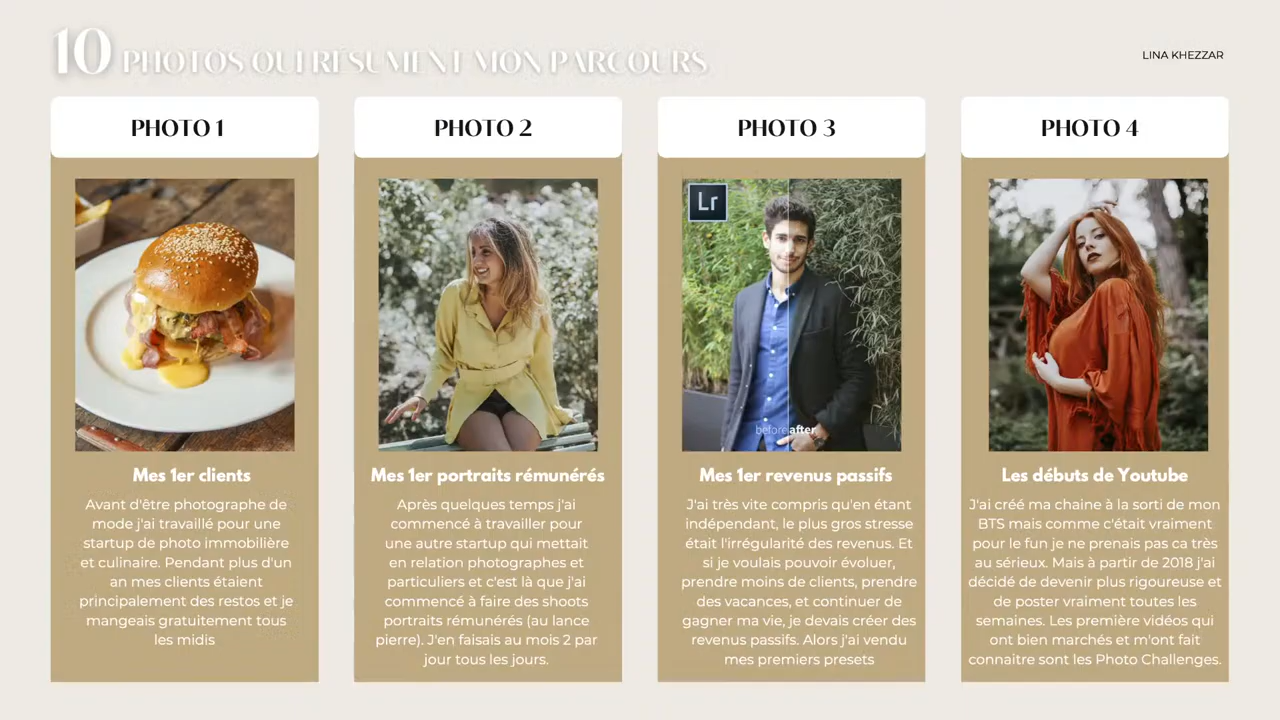 10 PHOTOS QUI RÉSUMENT MON PARCOURS
LINA KHEZZAR
PHOTO 1
Mes 1er clients
Avant d'être photographe de
mode j'ai travaillé pour une
startup de photo immobilière
et culinaire. Pendant plus d'un
an mes clients étaient
principalement des restos et je
mangeais gratuitement tous
les midis
PHOTO 2
Mes 1er portraits rémunérés
Après quelques temps j'ai
commencé à travailler pour
une autre startup qui mettait
en relation photographes et
particuliers et c'est là que j'ai
commencé à faire des shoots
portraits rémunérés (au lance
pierre). J'en faisais au mois 2 par
jour tous les jours.
PHOTO 3
Lr
before after.
Mes 1er revenus passifs
J'ai très vite compris qu'en étant
indépendant, le plus gros stresse
était l'irrégularité des revenus. Et
si je voulais pouvoir évoluer,
prendre moins de clients, prendre
des vacances, et continuer de
gagner ma vie, je devais créer des
revenus passifs. Alors j'ai vendu
mes premiers presets
PHOTO 4
Les débuts de Youtube
J'ai créé ma chaine à la sorti de mon
BTS mais comme c'était vraiment
pour le fun je ne prenais pas ca très
au sérieux. Mais à partir de 2018 j'ai
décidé de devenir plus rigoureuse et
de poster vraiment toutes les
semaines. Les première vidéos qui
ont bien marchés et m'ont fait
connaitre sont les Photo Challenges.